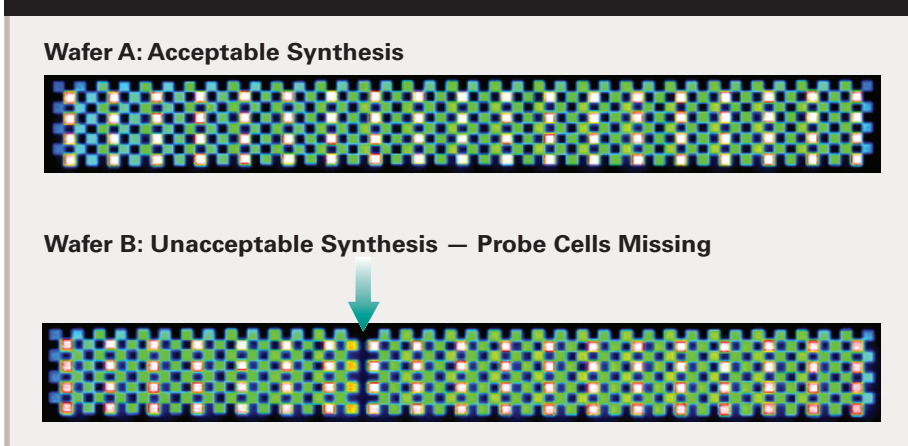 Wafer A: Acceptable Synthesis
Wafer B: Unacceptable Synthesis — Probe Cells Missing